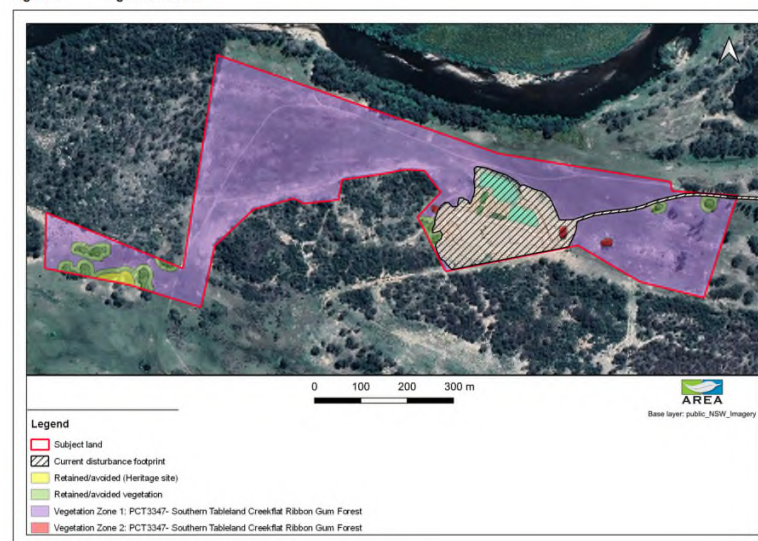 0 100 200 300 m
AREA
Base layer: public_NSW_Imagery
Legend
Subject land
Current disturbance footprint
Retained/avoided (Heritage site)
Retained/avoided vegetation
Vegetation Zone 1: PCT3347- Southern Tableland Creekflat Ribbon Gum Forest
Vegetation Zone 2: PCT3347- Southern Tableland Creekflat Ribbon Gum Forest